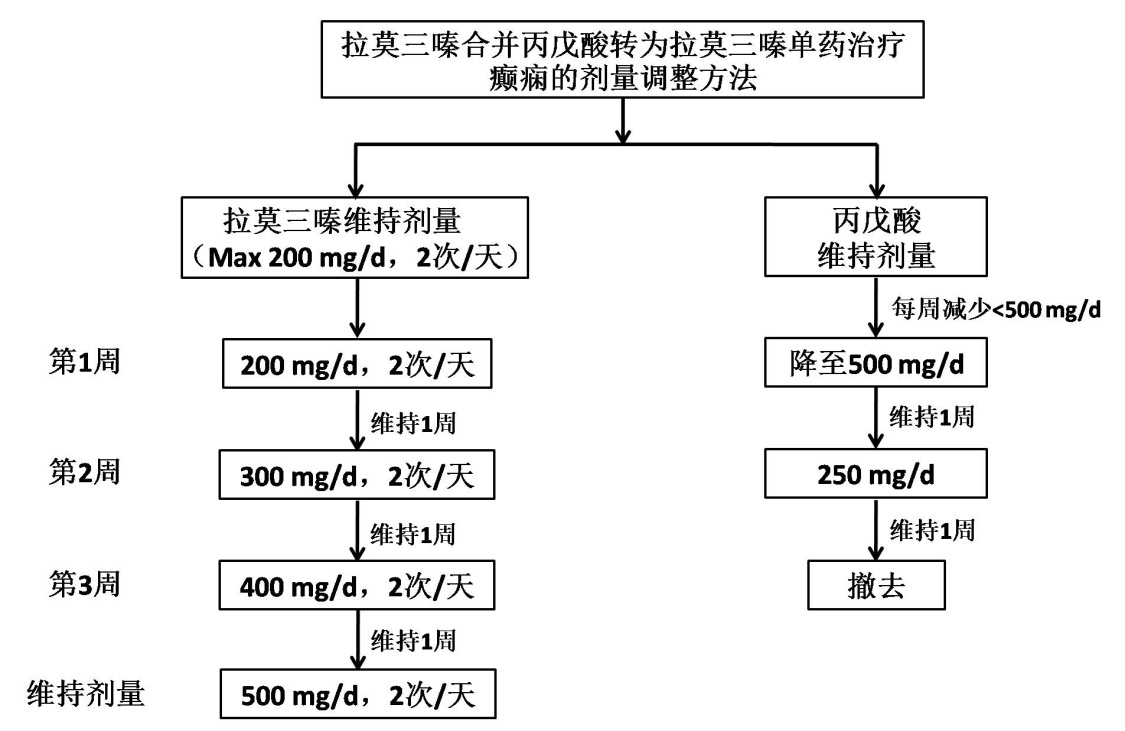 拉莫三嗪合并丙戊酸转为拉莫三嗪单药治疗
癫痫的剂量调整方法
拉莫三嗪维持剂量
（Max 200 mg/d，2次/天）
丙戊酸
维持剂量
每周减少<500 mg/d
第1周
200 mg/d，2次/天
降至500 mg/d
维持1周
维持1周
第2周
300 mg/d，2次/天
250 mg/d
维持1周
维持1周
第3周
400 mg/d，2次/天
撤去
维持1周
维持剂量
500 mg/d，2次/天